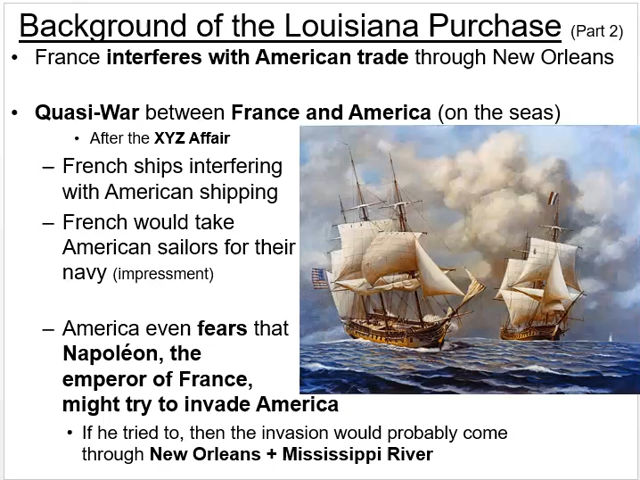 Background of the Louisiana Purchase (Part 2)
• France interferes with American trade through New Orleans
• Quasi-War between France and America (on the seas)
• After the XYZ Affair
– French ships interfering
with American shipping
– French would take
American sailors for their
navy (impressment)
– America even fears that
Napoléon, the
emperor of France,
might try to invade America
• If he tried to, then the invasion would probably come
through New Orleans + Mississippi River